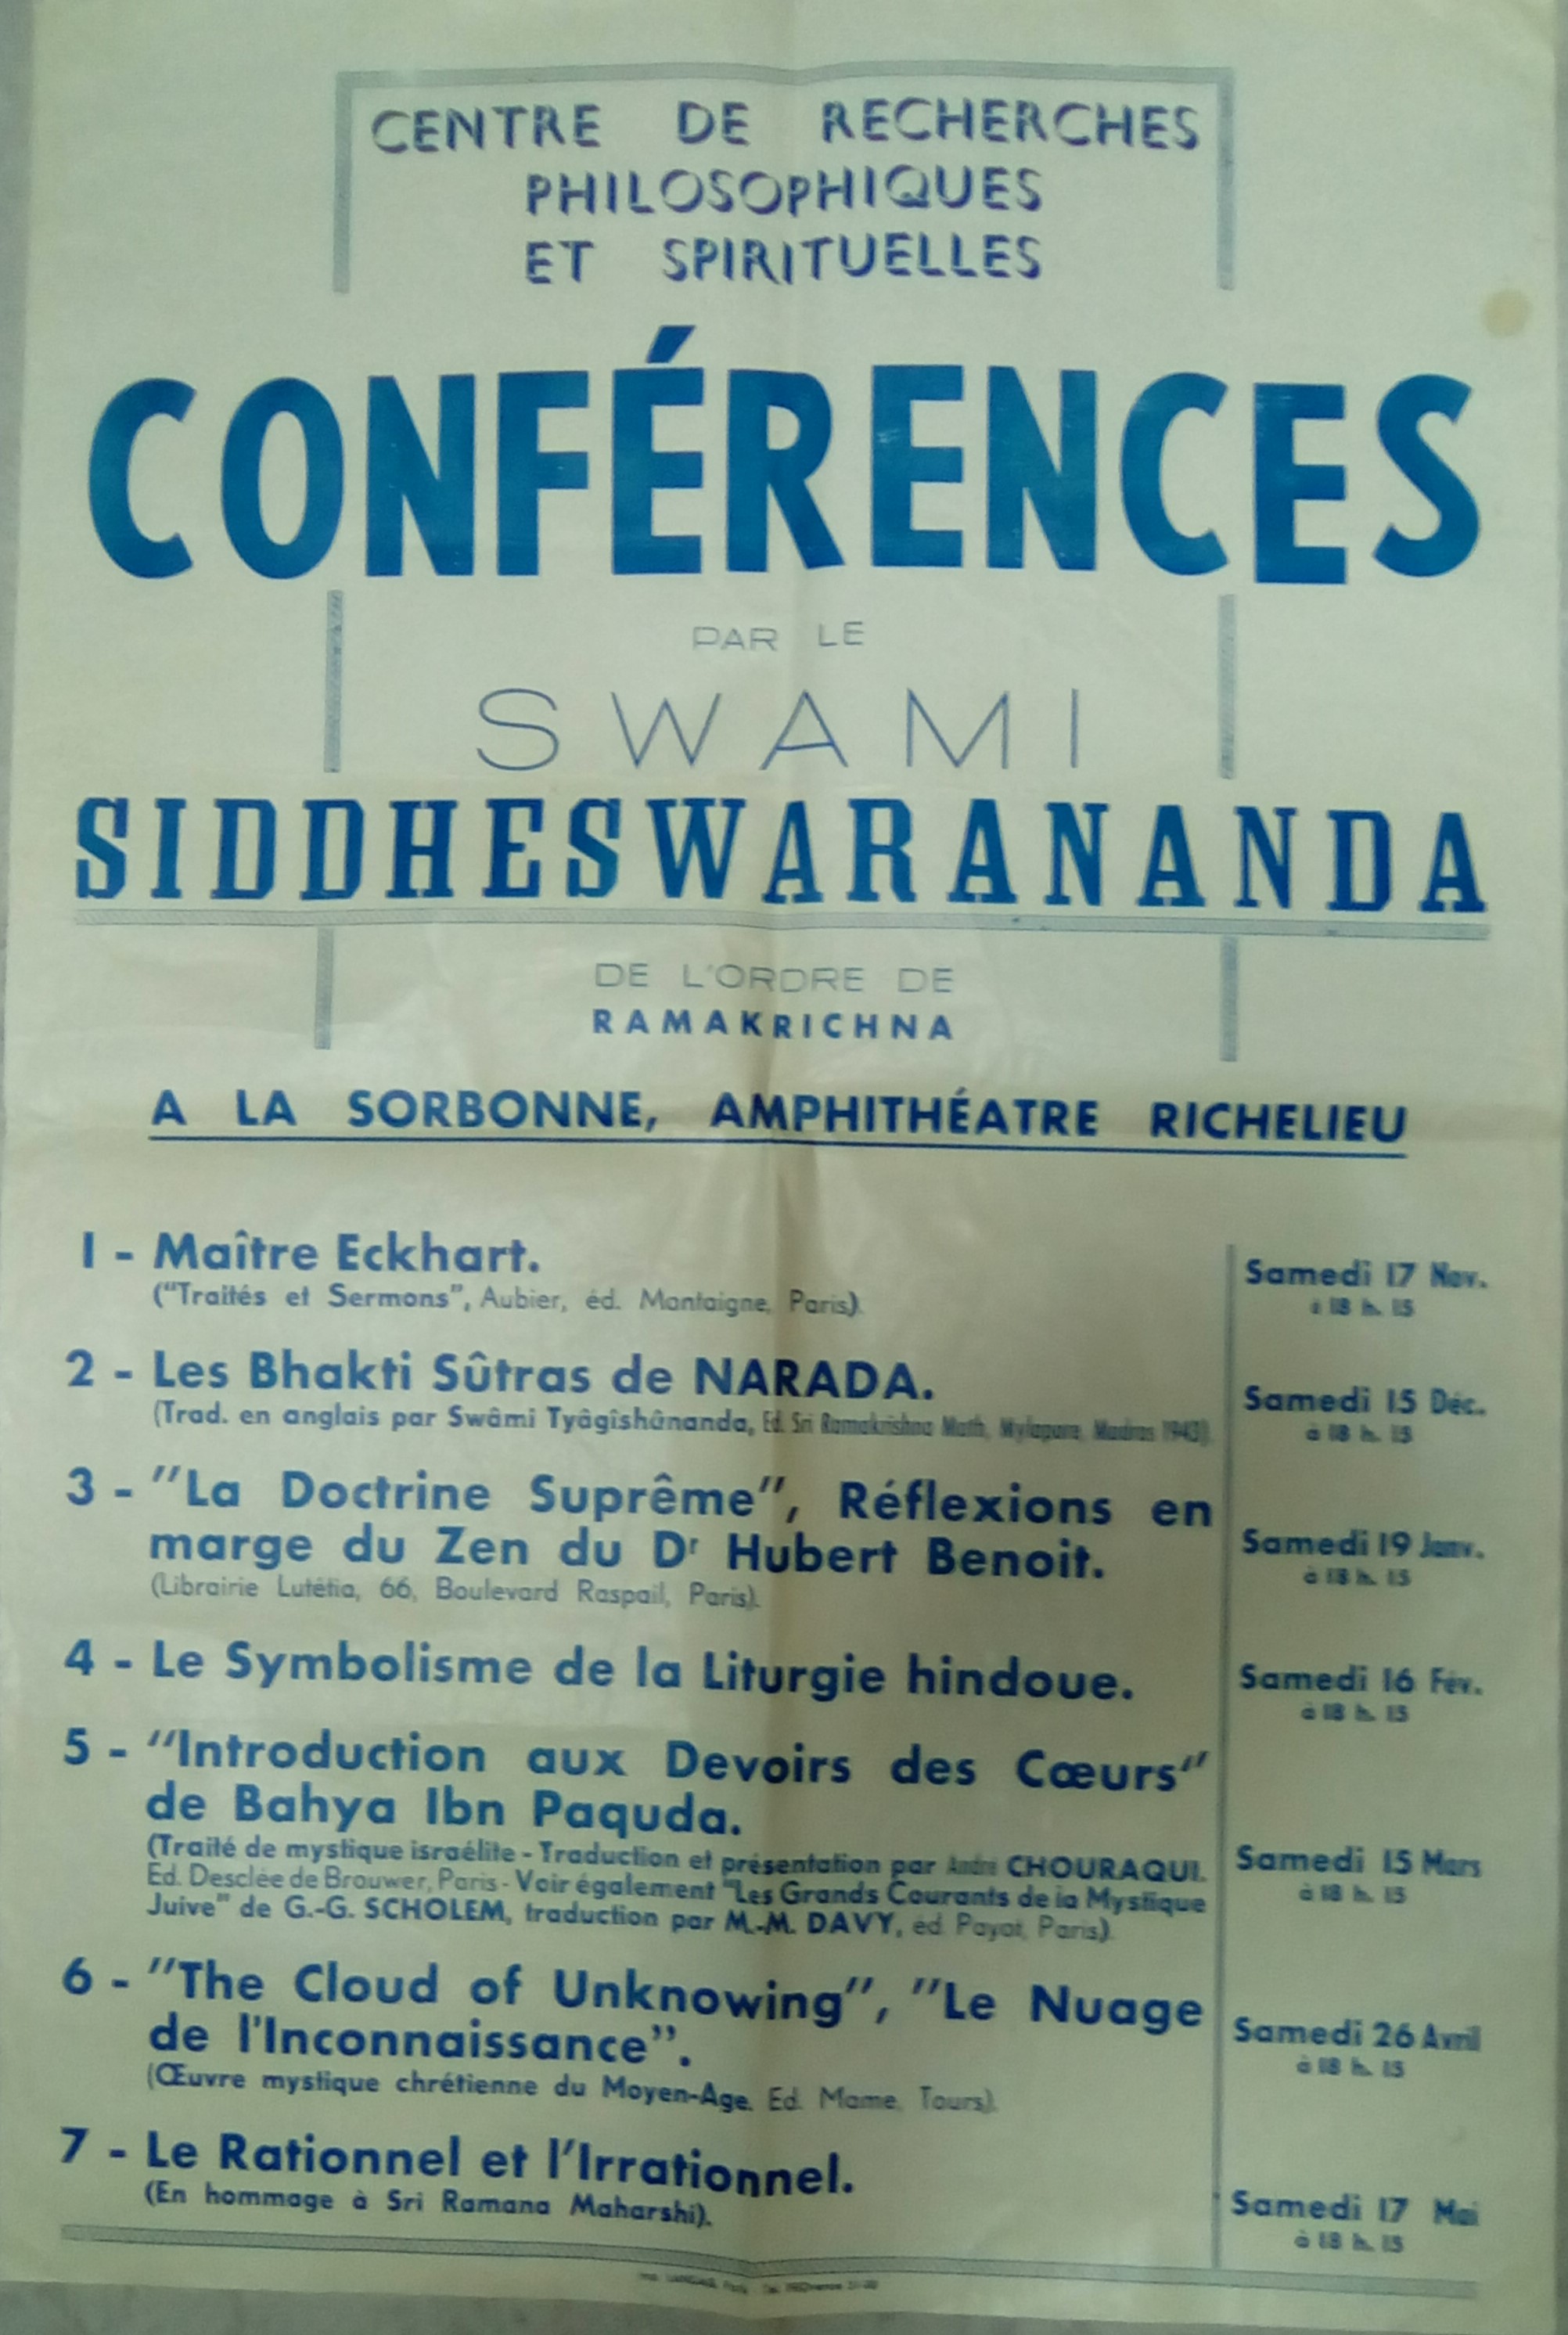 CENTRE DE RECHERCHES
PHILOSOPHIQUES
ET SPIRITUELLES
CONFÉRENCES
PAR LE
SWAMI
SIDDHESWARANANDA
DE L'ORDRE DE
RAMAKRICHNA
A LA SORBONNE, AMPHITHÉATRE RICHELIEU
1 - Maître Eckhart.
("Traités et Sermons", Aubier, éd. Montaigne, Paris).
Samedi 17 Nov.
à 18 h. 15
2 - Les Bhakti Sûtras de NARADA.
(Trad. en anglais par Swâmi Tyâgîshânanda, Ed. Sri Ramakrishna Math, Mylapore, Madras 1943).
Samedi 15 Déc.
à 18 h. 15
3 - "La Doctrine Suprême", Réflexions en
marge du Zen du Dr Hubert Benoit.
(Librairie Lutétia, 66, Boulevard Raspail, Paris).
Samedi 19 Janv.
à 18 h. 15
4 - Le Symbolisme de la Liturgie hindoue.
Samedi 16 Fév.
à 18 h. 15
5 - "Introduction aux Devoirs des Cœurs"
de Bahya Ibn Paquda.
(Traité de mystique israélite - Traduction et présentation par André CHOURAQUI.
Ed. Desclée de Brouwer, Paris - Voir également "Les Grands Courants de la Mystique
Juive" de G.-G. SCHOLEM, traduction par M.-M. DAVY, éd. Payot, Paris).
Samedi 15 Mars
à 18 h. 15
6 - "The Cloud of Unknowing", "Le Nuage
de l'Inconnaissance".
(Œuvre mystique chrétienne du Moyen-Age. Ed. Mame, Tours).
Samedi 26 Avril
à 18 h. 15
7 - Le Rationnel et l'Irrationnel.
(En hommage à Sri Ramana Maharshi).
Samedi 17 Mai
à 18 h. 15